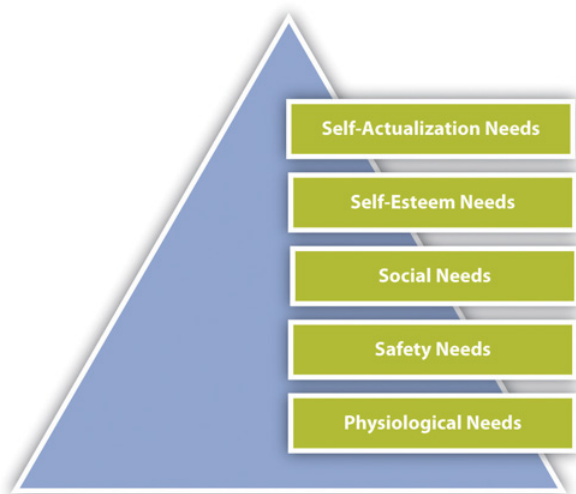 Self-Actualization Needs
Self-Esteem Needs
Social Needs
Safety Needs
Physiological Needs